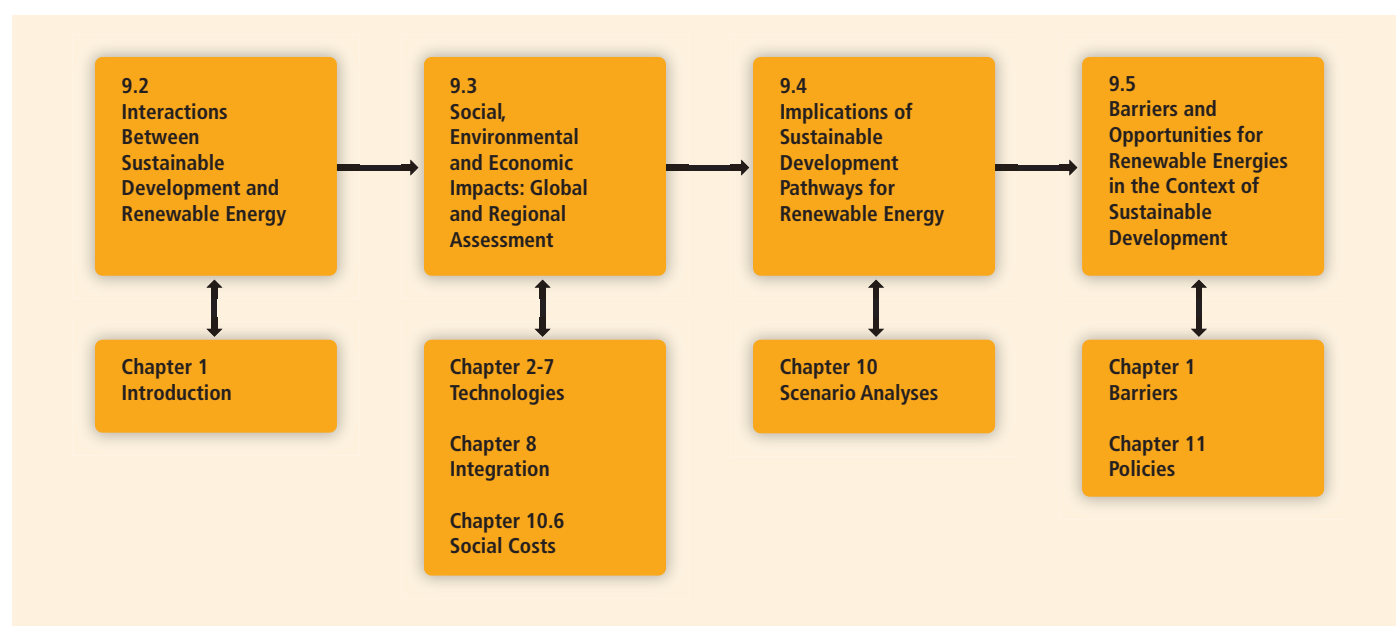 9.2
Interactions
Between
Sustainable
Development and
Renewable Energy
9.3
Social,
Environmental
and Economic
Impacts: Global
and Regional
Assessment
9.4
Implications of
Sustainable
Development
Pathways for
Renewable Energy
9.5
Barriers and
Opportunities for
Renewable Energies
in the Context of
Sustainable
Development
Chapter 1
Introduction
Chapter 2-7
Technologies
Chapter 8
Integration
Chapter 10.6
Social Costs
Chapter 10
Scenario Analyses
Chapter 1
Barriers
Chapter 11
Policies